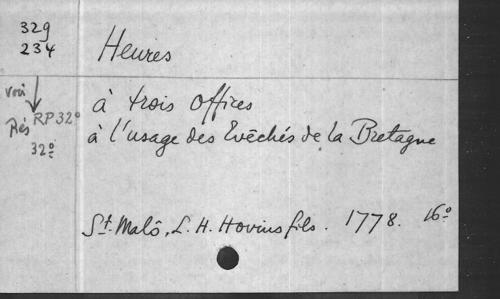 329
234
Heures
voir
Rés RP 32°
32°
à trois offices
à l'usage des Evêchés de la Bretagne
St. Malô, L. H. Hovius fils. 1778. 16°